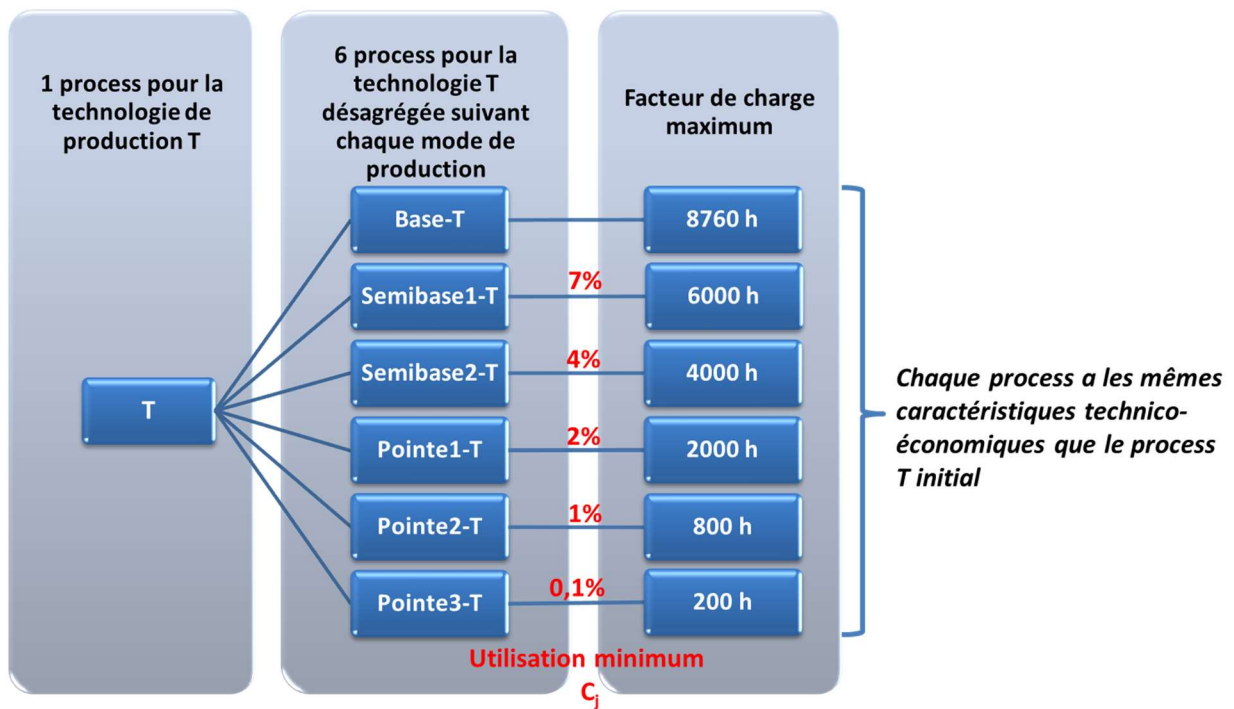 1 process pour la
technologie de
production T
6 process pour la
technologie T
désagrégée suivant
chaque mode de
production
Facteur de charge
maximum
T
Base-T
8760 h
Semibase1-T
7%
6000 h
Semibase2-T
4%
4000 h
Pointe1-T
2%
2000 h
Pointe2-T
1%
800 h
Pointe3-T
0,1%
200 h
Utilisation minimum
Cj
Chaque process a les mêmes
caractéristiques technico-
économiques que le process
T initial